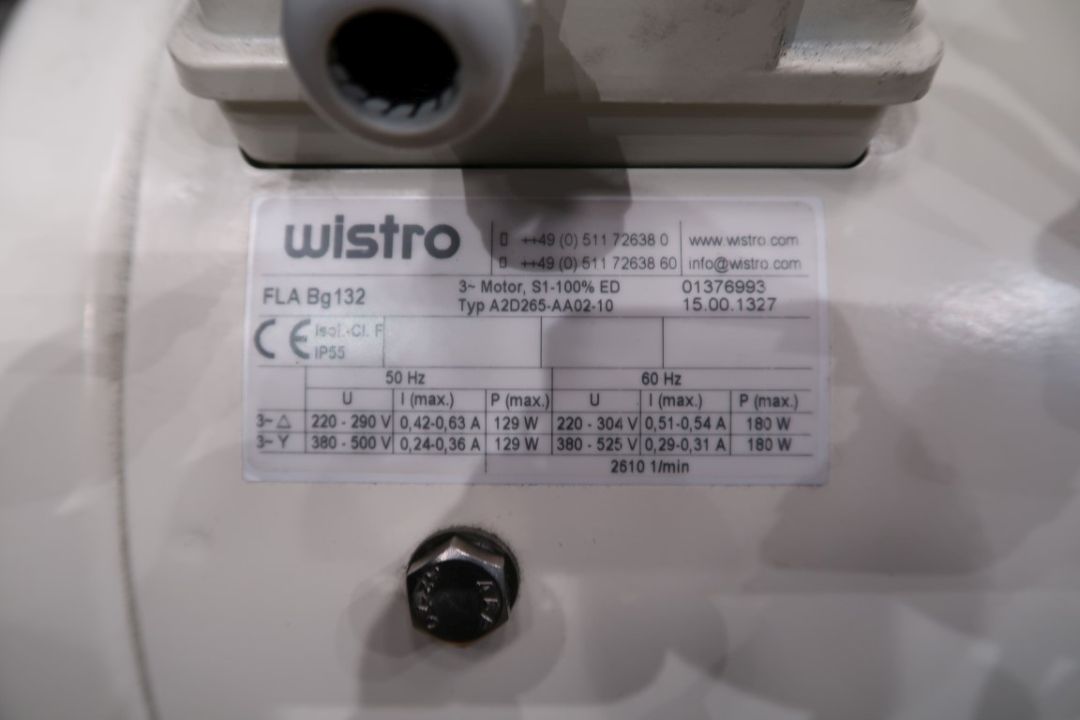 wistro
++49 (0) 511 72638 0
www.wistro.com
++49 (0) 511 72638 60
info@wistro.com
FLA Bg132
3~ Motor, S1-100% ED
01376993
Typ A2D265-AA02-10
15.00.1327
CE Isol.-Cl. F
IP55
50 Hz 60 Hz
U I (max.) P (max.) U I (max.) P (max.)
3~ △ 220 - 290 V 0,42-0,63 A 129 W 220 - 304 V 0,51-0,54 A 180 W
3~ Y 380 - 500 V 0,24-0,36 A 129 W 380 - 525 V 0,29-0,31 A 180 W
2610 1/min